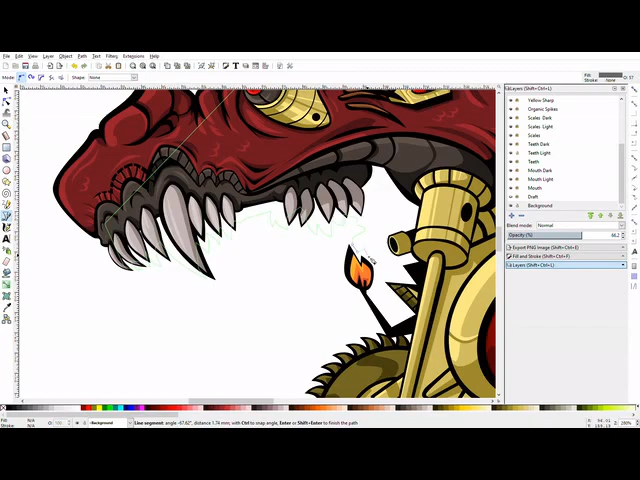 File Edit View Layer Object Path Text Filters Extensions Help
Mode: Shape: None
Fill:
Stroke: None
Layers (Shift+Ctrl+L)
Yellow Sharp
Organic Spikes
Scales Dark
Scales Light
Scales
Teeth Dark
Teeth Light
Teeth
Mouth Dark
Mouth Light
Mouth
Draft
Background
Blend mode: Normal
Opacity (%) 66.2
Export PNG Image (Shift+Ctrl+E)
Fill and Stroke (Shift+Ctrl+F)
Layers (Shift+Ctrl+L)
Fill: N/A
Stroke: N/A
Background
Line segment: angle -67.62°, distance 1.74 mm; with Ctrl to snap angle, Enter or Shift+Enter to finish the path